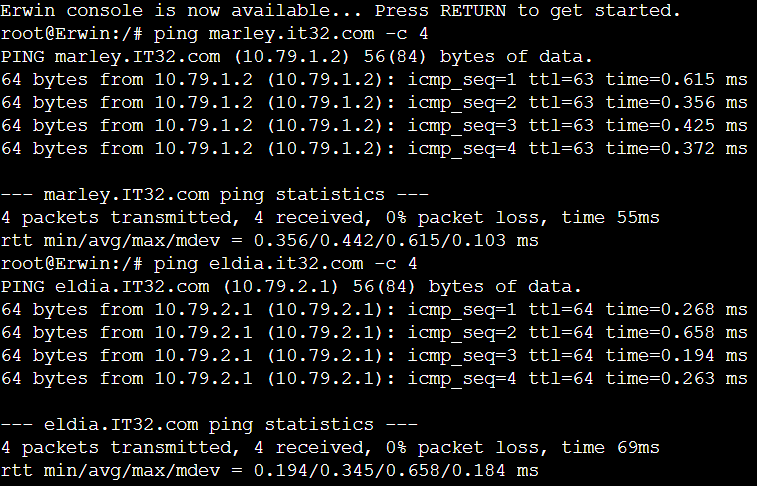 Erwin console is now available... Press RETURN to get started.
root@Erwin:/# ping marley.it32.com -c 4
PING marley.IT32.com (10.79.1.2) 56(84) bytes of data.
64 bytes from 10.79.1.2 (10.79.1.2): icmp_seq=1 ttl=63 time=0.615 ms
64 bytes from 10.79.1.2 (10.79.1.2): icmp_seq=2 ttl=63 time=0.356 ms
64 bytes from 10.79.1.2 (10.79.1.2): icmp_seq=3 ttl=63 time=0.425 ms
64 bytes from 10.79.1.2 (10.79.1.2): icmp_seq=4 ttl=63 time=0.372 ms
--- marley.IT32.com ping statistics ---
4 packets transmitted, 4 received, 0% packet loss, time 55ms
rtt min/avg/max/mdev = 0.356/0.442/0.615/0.103 ms
root@Erwin:/# ping eldia.it32.com -c 4
PING eldia.IT32.com (10.79.2.1) 56(84) bytes of data.
64 bytes from 10.79.2.1 (10.79.2.1): icmp_seq=1 ttl=64 time=0.268 ms
64 bytes from 10.79.2.1 (10.79.2.1): icmp_seq=2 ttl=64 time=0.658 ms
64 bytes from 10.79.2.1 (10.79.2.1): icmp_seq=3 ttl=64 time=0.194 ms
64 bytes from 10.79.2.1 (10.79.2.1): icmp_seq=4 ttl=64 time=0.263 ms
--- eldia.IT32.com ping statistics ---
4 packets transmitted, 4 received, 0% packet loss, time 69ms
rtt min/avg/max/mdev = 0.194/0.345/0.658/0.184 ms